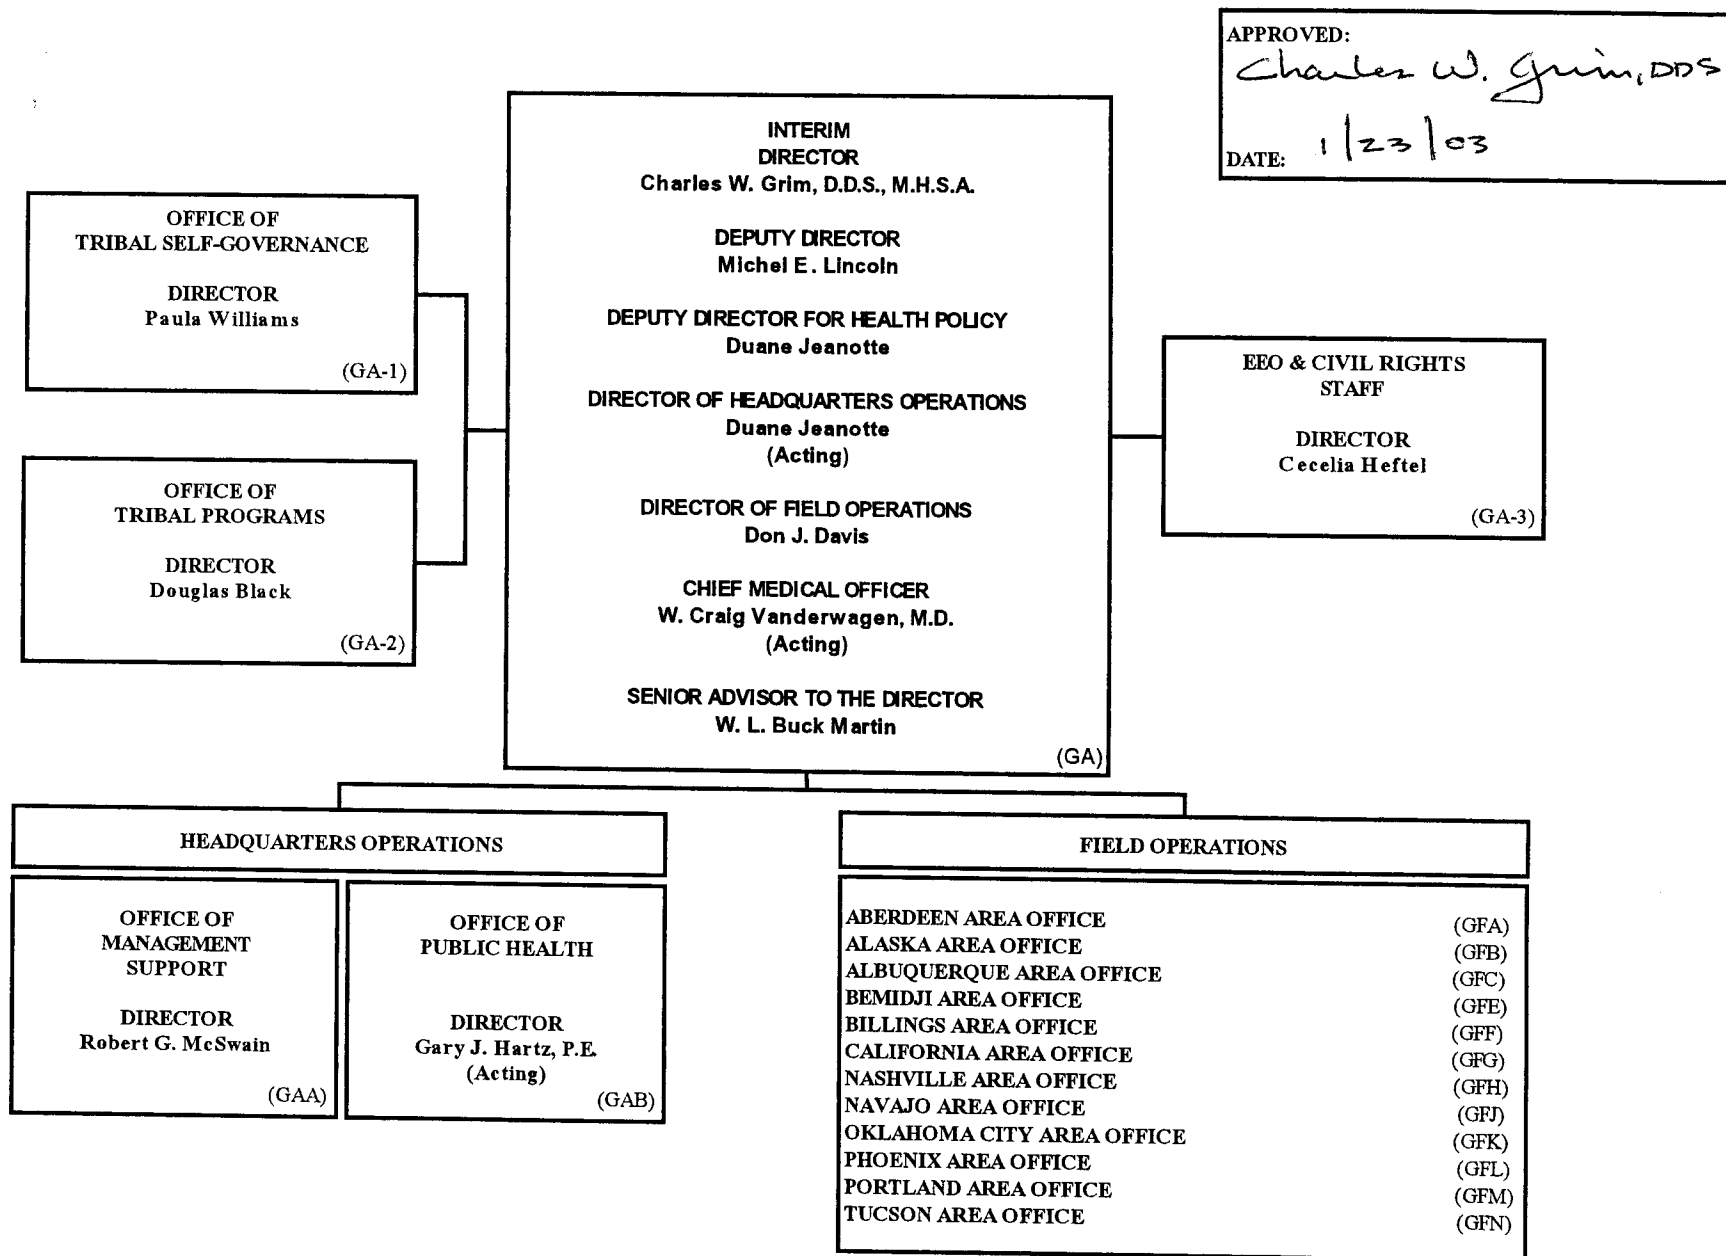 APPROVED:
Charles W. Grim, DDS
DATE: 1/23/03
INTERIM
DIRECTOR
Charles W. Grim, D.D.S., M.H.S.A.
DEPUTY DIRECTOR
Michel E. Lincoln
DEPUTY DIRECTOR FOR HEALTH POLICY
Duane Jeanotte
DIRECTOR OF HEADQUARTERS OPERATIONS
Duane Jeanotte
(Acting)
DIRECTOR OF FIELD OPERATIONS
Don J. Davis
CHIEF MEDICAL OFFICER
W. Craig Vanderwagen, M.D.
(Acting)
SENIOR ADVISOR TO THE DIRECTOR
W. L. Buck Martin
(GA)
OFFICE OF
TRIBAL SELF-GOVERNANCE
DIRECTOR
Paula Williams
(GA-1)
OFFICE OF
TRIBAL PROGRAMS
DIRECTOR
Douglas Black
(GA-2)
EEO & CIVIL RIGHTS
STAFF
DIRECTOR
Cecelia Heftel
(GA-3)
HEADQUARTERS OPERATIONS
OFFICE OF
MANAGEMENT
SUPPORT
DIRECTOR
Robert G. McSwain
(GAA)
OFFICE OF
PUBLIC HEALTH
DIRECTOR
Gary J. Hartz, P.E.
(Acting)
(GAB)
FIELD OPERATIONS
ABERDEEN AREA OFFICE (GFA)
ALASKA AREA OFFICE (GFB)
ALBUQUERQUE AREA OFFICE (GFC)
BEMIDJI AREA OFFICE (GFE)
BILLINGS AREA OFFICE (GFF)
CALIFORNIA AREA OFFICE (GFG)
NASHVILLE AREA OFFICE (GFH)
NAVAJO AREA OFFICE (GFJ)
OKLAHOMA CITY AREA OFFICE (GFK)
PHOENIX AREA OFFICE (GFL)
PORTLAND AREA OFFICE (GFM)
TUCSON AREA OFFICE (GFN)